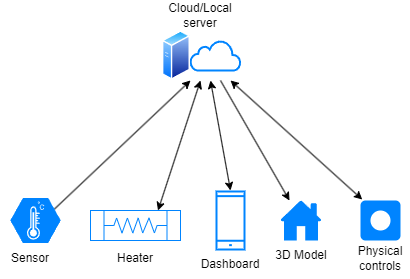 Cloud/Local
server
°C
Sensor
Heater
Dashboard
3D Model
Physical
controls